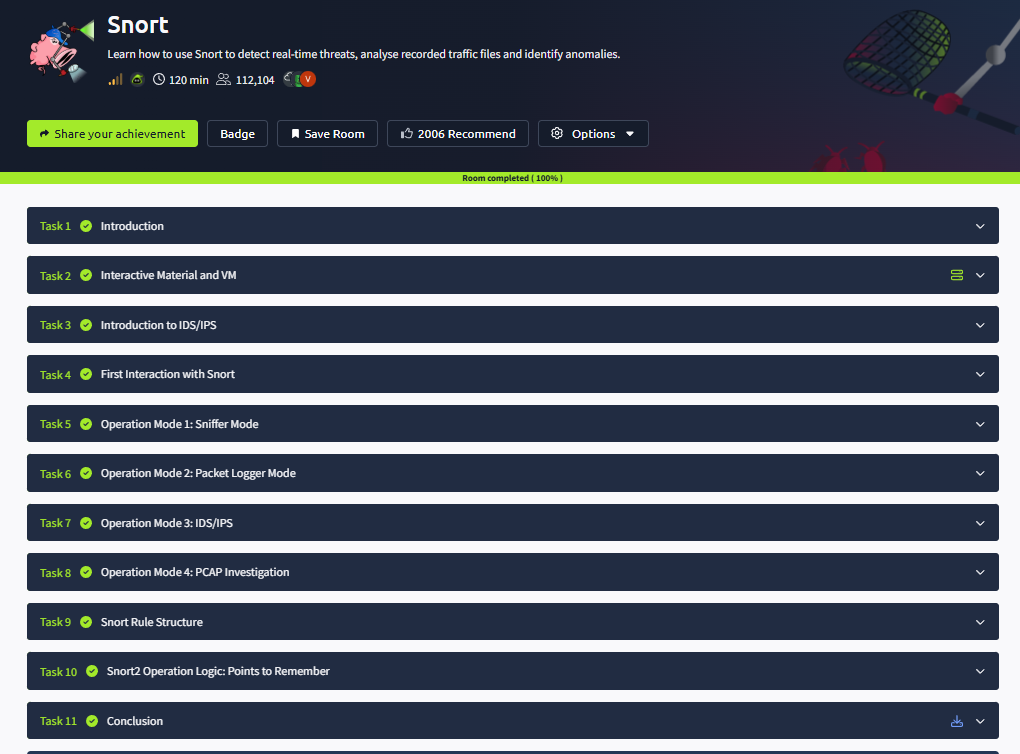 Snort
Learn how to use Snort to detect real-time threats, analyse recorded traffic files and identify anomalies.
120 min 112,104 V
Share your achievement Badge Save Room 2006 Recommend Options
Room completed ( 100% )
Task 1 Introduction
Task 2 Interactive Material and VM
Task 3 Introduction to IDS/IPS
Task 4 First Interaction with Snort
Task 5 Operation Mode 1: Sniffer Mode
Task 6 Operation Mode 2: Packet Logger Mode
Task 7 Operation Mode 3: IDS/IPS
Task 8 Operation Mode 4: PCAP Investigation
Task 9 Snort Rule Structure
Task 10 Snort2 Operation Logic: Points to Remember
Task 11 Conclusion